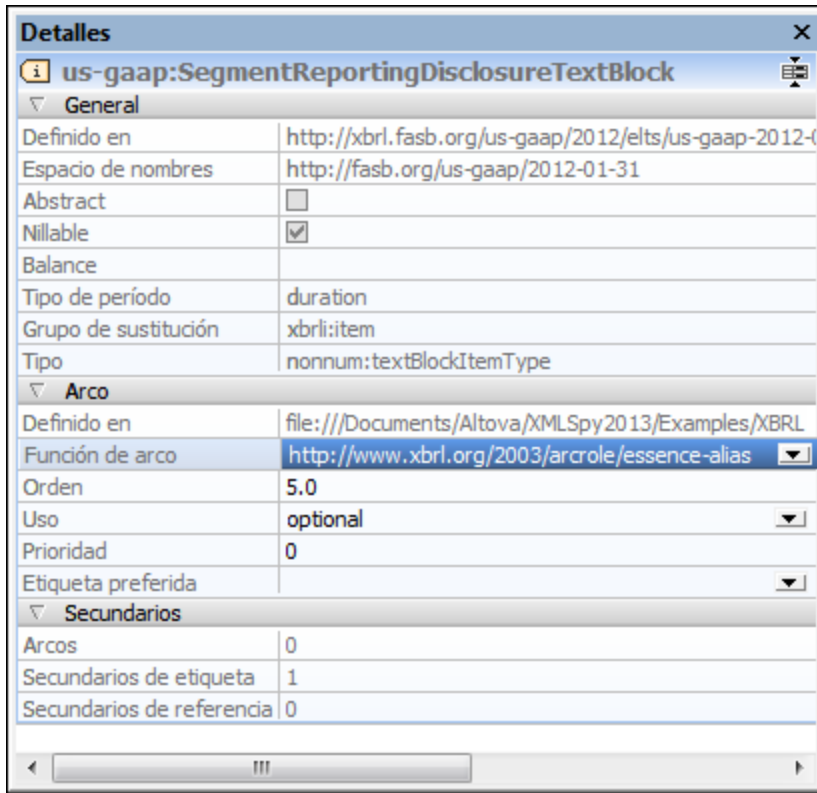 Detalles
us-gaap:SegmentReportingDisclosureTextBlock
General
Definido en http://xbrl.fasb.org/us-gaap/2012/elts/us-gaap-2012-
Espacio de nombres http://fasb.org/us-gaap/2012-01-31
Abstract
Nillable
Balance
Tipo de período duration
Grupo de sustitución xbrli:item
Tipo nonnum:textBlockItemType
Arco
Definido en file:///Documents/Altova/XMLSpy2013/Examples/XBRL
Función de arco http://www.xbrl.org/2003/arcrole/essence-alias
Orden 5.0
Uso optional
Prioridad 0
Etiqueta preferida
Secundarios
Arcos 0
Secundarios de etiqueta 1
Secundarios de referencia 0